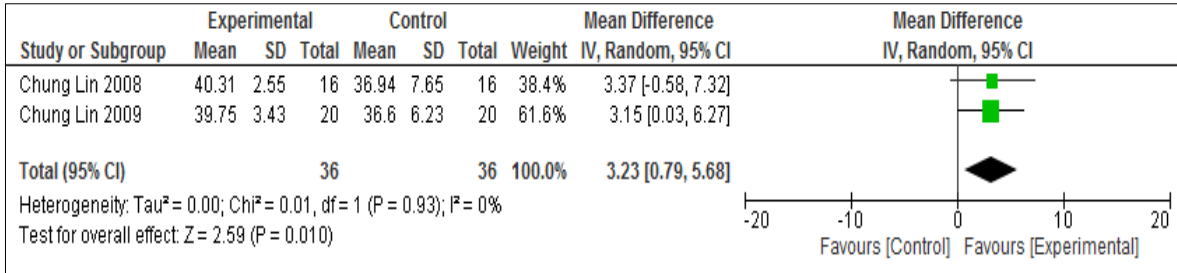 Experimental Control Mean Difference Mean Difference
Study or Subgroup Mean SD Total Mean SD Total Weight IV, Random, 95% CI IV, Random, 95% CI
Chung Lin 2008 40.31 2.55 16 36.94 7.65 16 38.4% 3.37 [-0.58, 7.32]
Chung Lin 2009 39.75 3.43 20 36.6 6.23 20 61.6% 3.15 [0.03, 6.27]
Total (95% CI) 36 36 100.0% 3.23 [0.79, 5.68]
Heterogeneity: Tau² = 0.00; Chi² = 0.01, df = 1 (P = 0.93); I² = 0%
Test for overall effect: Z = 2.59 (P = 0.010)
-20 -10 0 10 20
Favours [Control] Favours [Experimental]